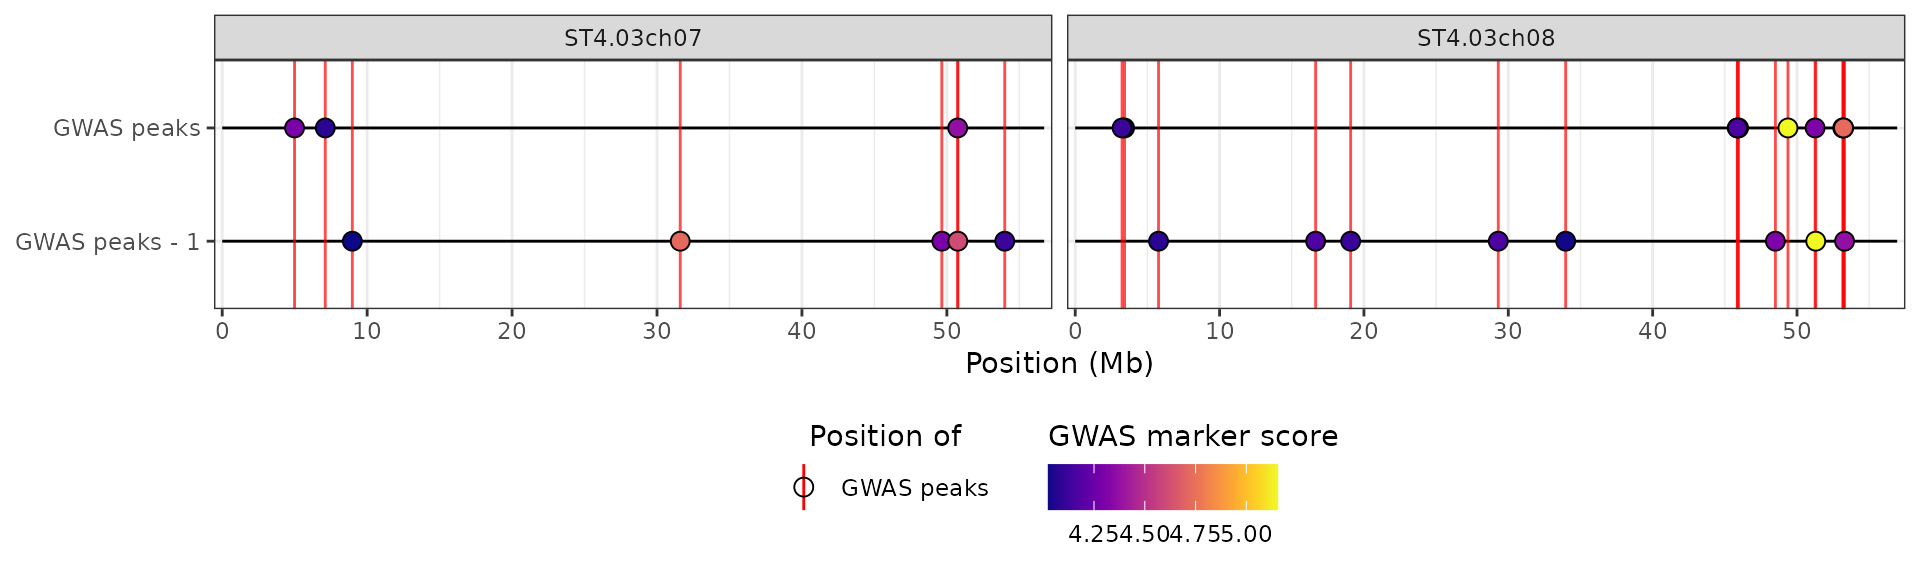 ST4.03ch07 ST4.03ch08
GWAS peaks
GWAS peaks - 1
0 10 20 30 40 50 0 10 20 30 40 50
Position (Mb)
Position of GWAS marker score
GWAS peaks
4.254.504.755.00